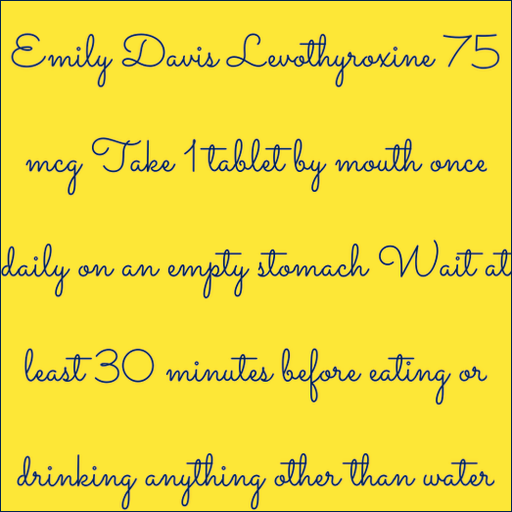 Emily Davis Levothyroxine 75
mcg Take 1 tablet by mouth once
daily on an empty stomach Wait at
least 30 minutes before eating or
drinking anything other than water